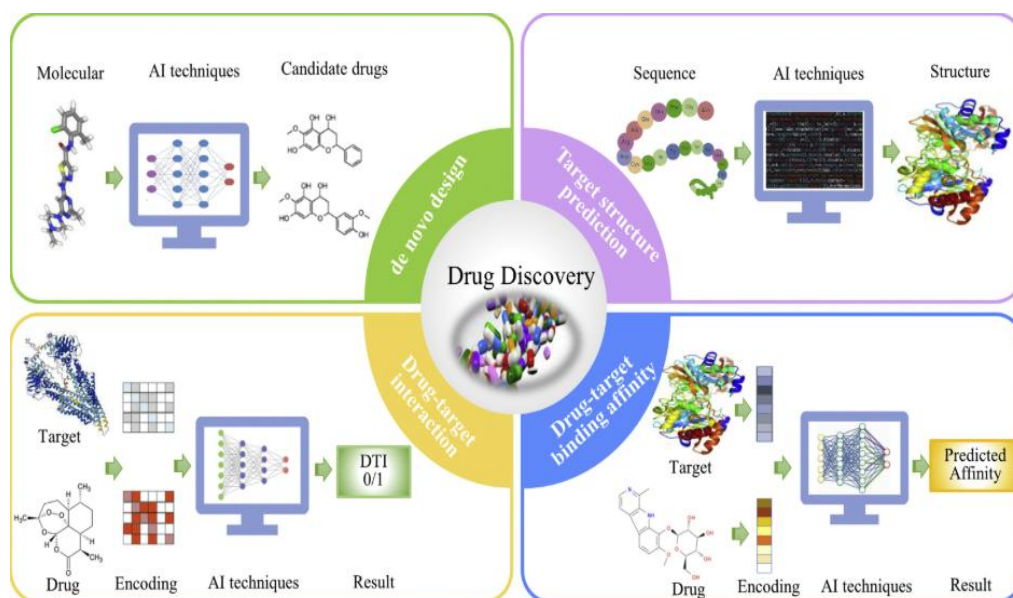 Molecular
AI techniques
Candidate drugs
de novo design
Sequence
AI techniques
Structure
Target structure
prediction
Drug Discovery
Drug-target
interaction
Target
Drug
Encoding
AI techniques
DTI
0/1
Result
Drug-target
binding affinity
Target
Drug
Encoding
AI techniques
Predicted
Affinity
Result